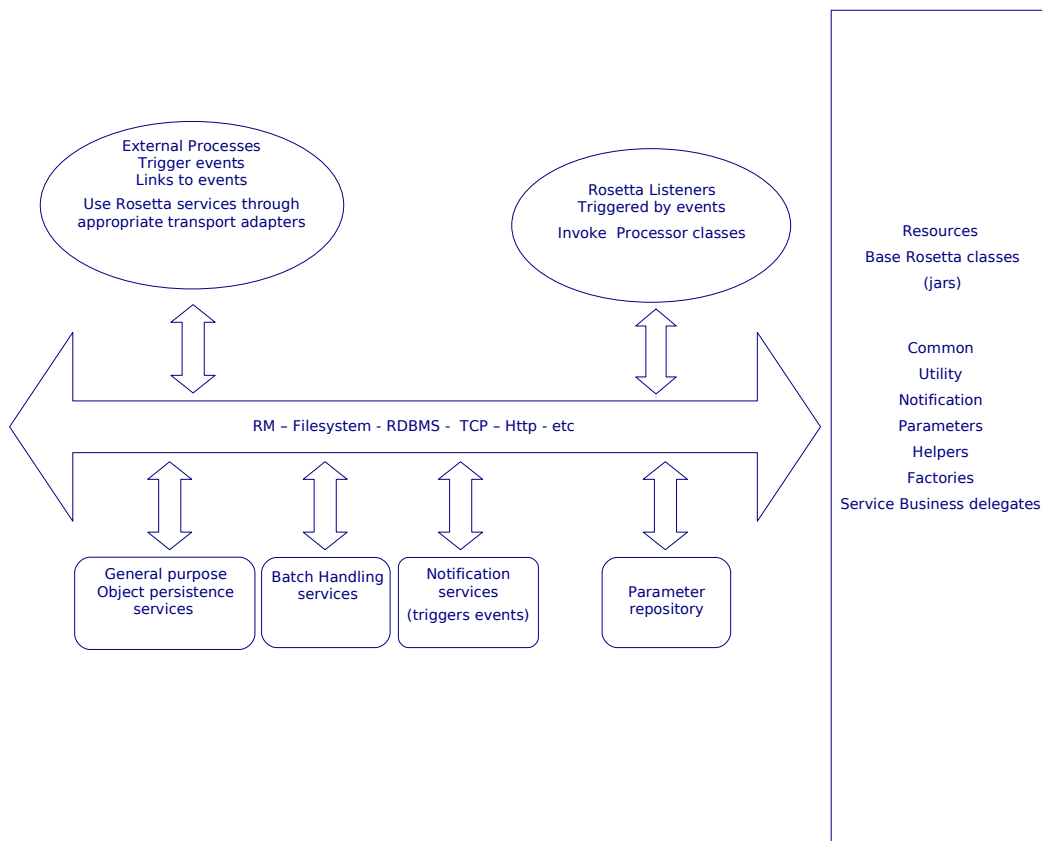 External Processes
Trigger events
Links to events
Use Rosetta services through
appropriate transport adapters
Rosetta Listeners
Triggered by events
Invoke  Processor classes
RM – Filesystem - RDBMS -  TCP – Http - etc
General purpose
Object persistence
services
Batch Handling
services
Notification
services
(triggers events)
Parameter
repository
Resources
Base Rosetta classes
(jars)
Common
Utility
Notification
Parameters
Helpers
Factories
Service Business delegates